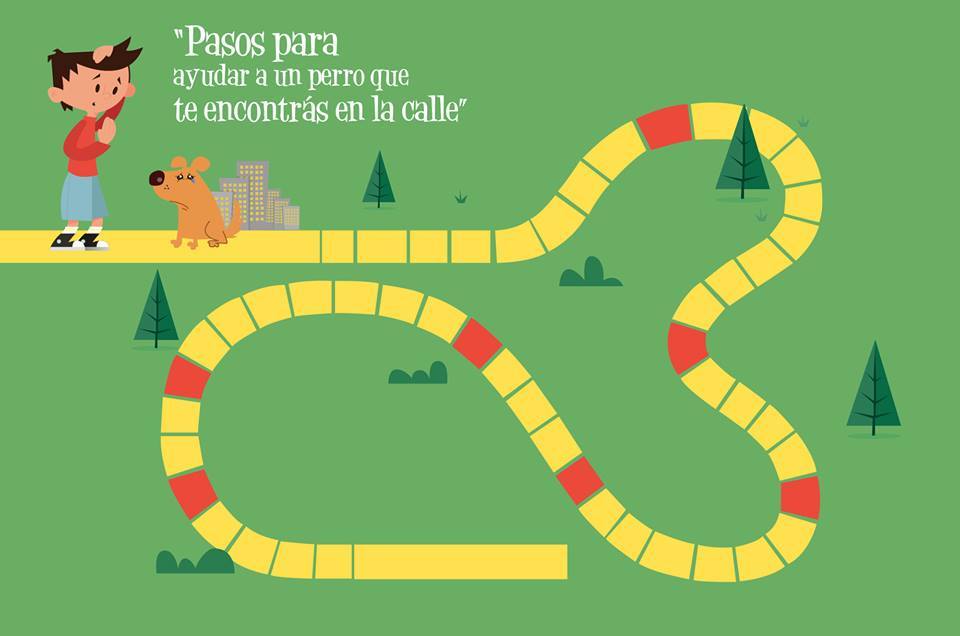 "Pasos para
ayudar a un perro que
te encontrás en la calle"